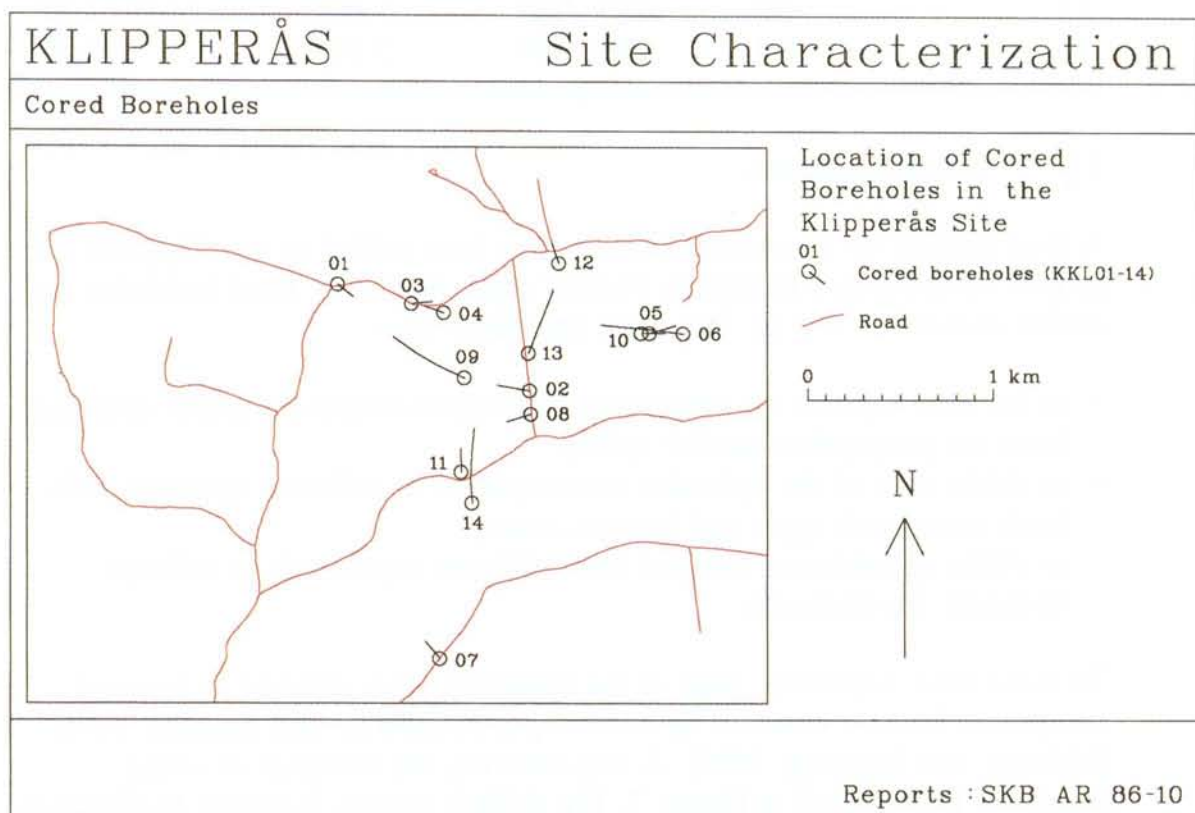 KLIPPERÅS Site Characterization
Cored Boreholes
Location of Cored
Boreholes in the
Klipperås Site
01
Cored boreholes (KKL01-14)
Road
0 1 km
N
12
01
03
04
05
10 06
13
09
02
08
11
14
07
Reports : SKB AR 86-10